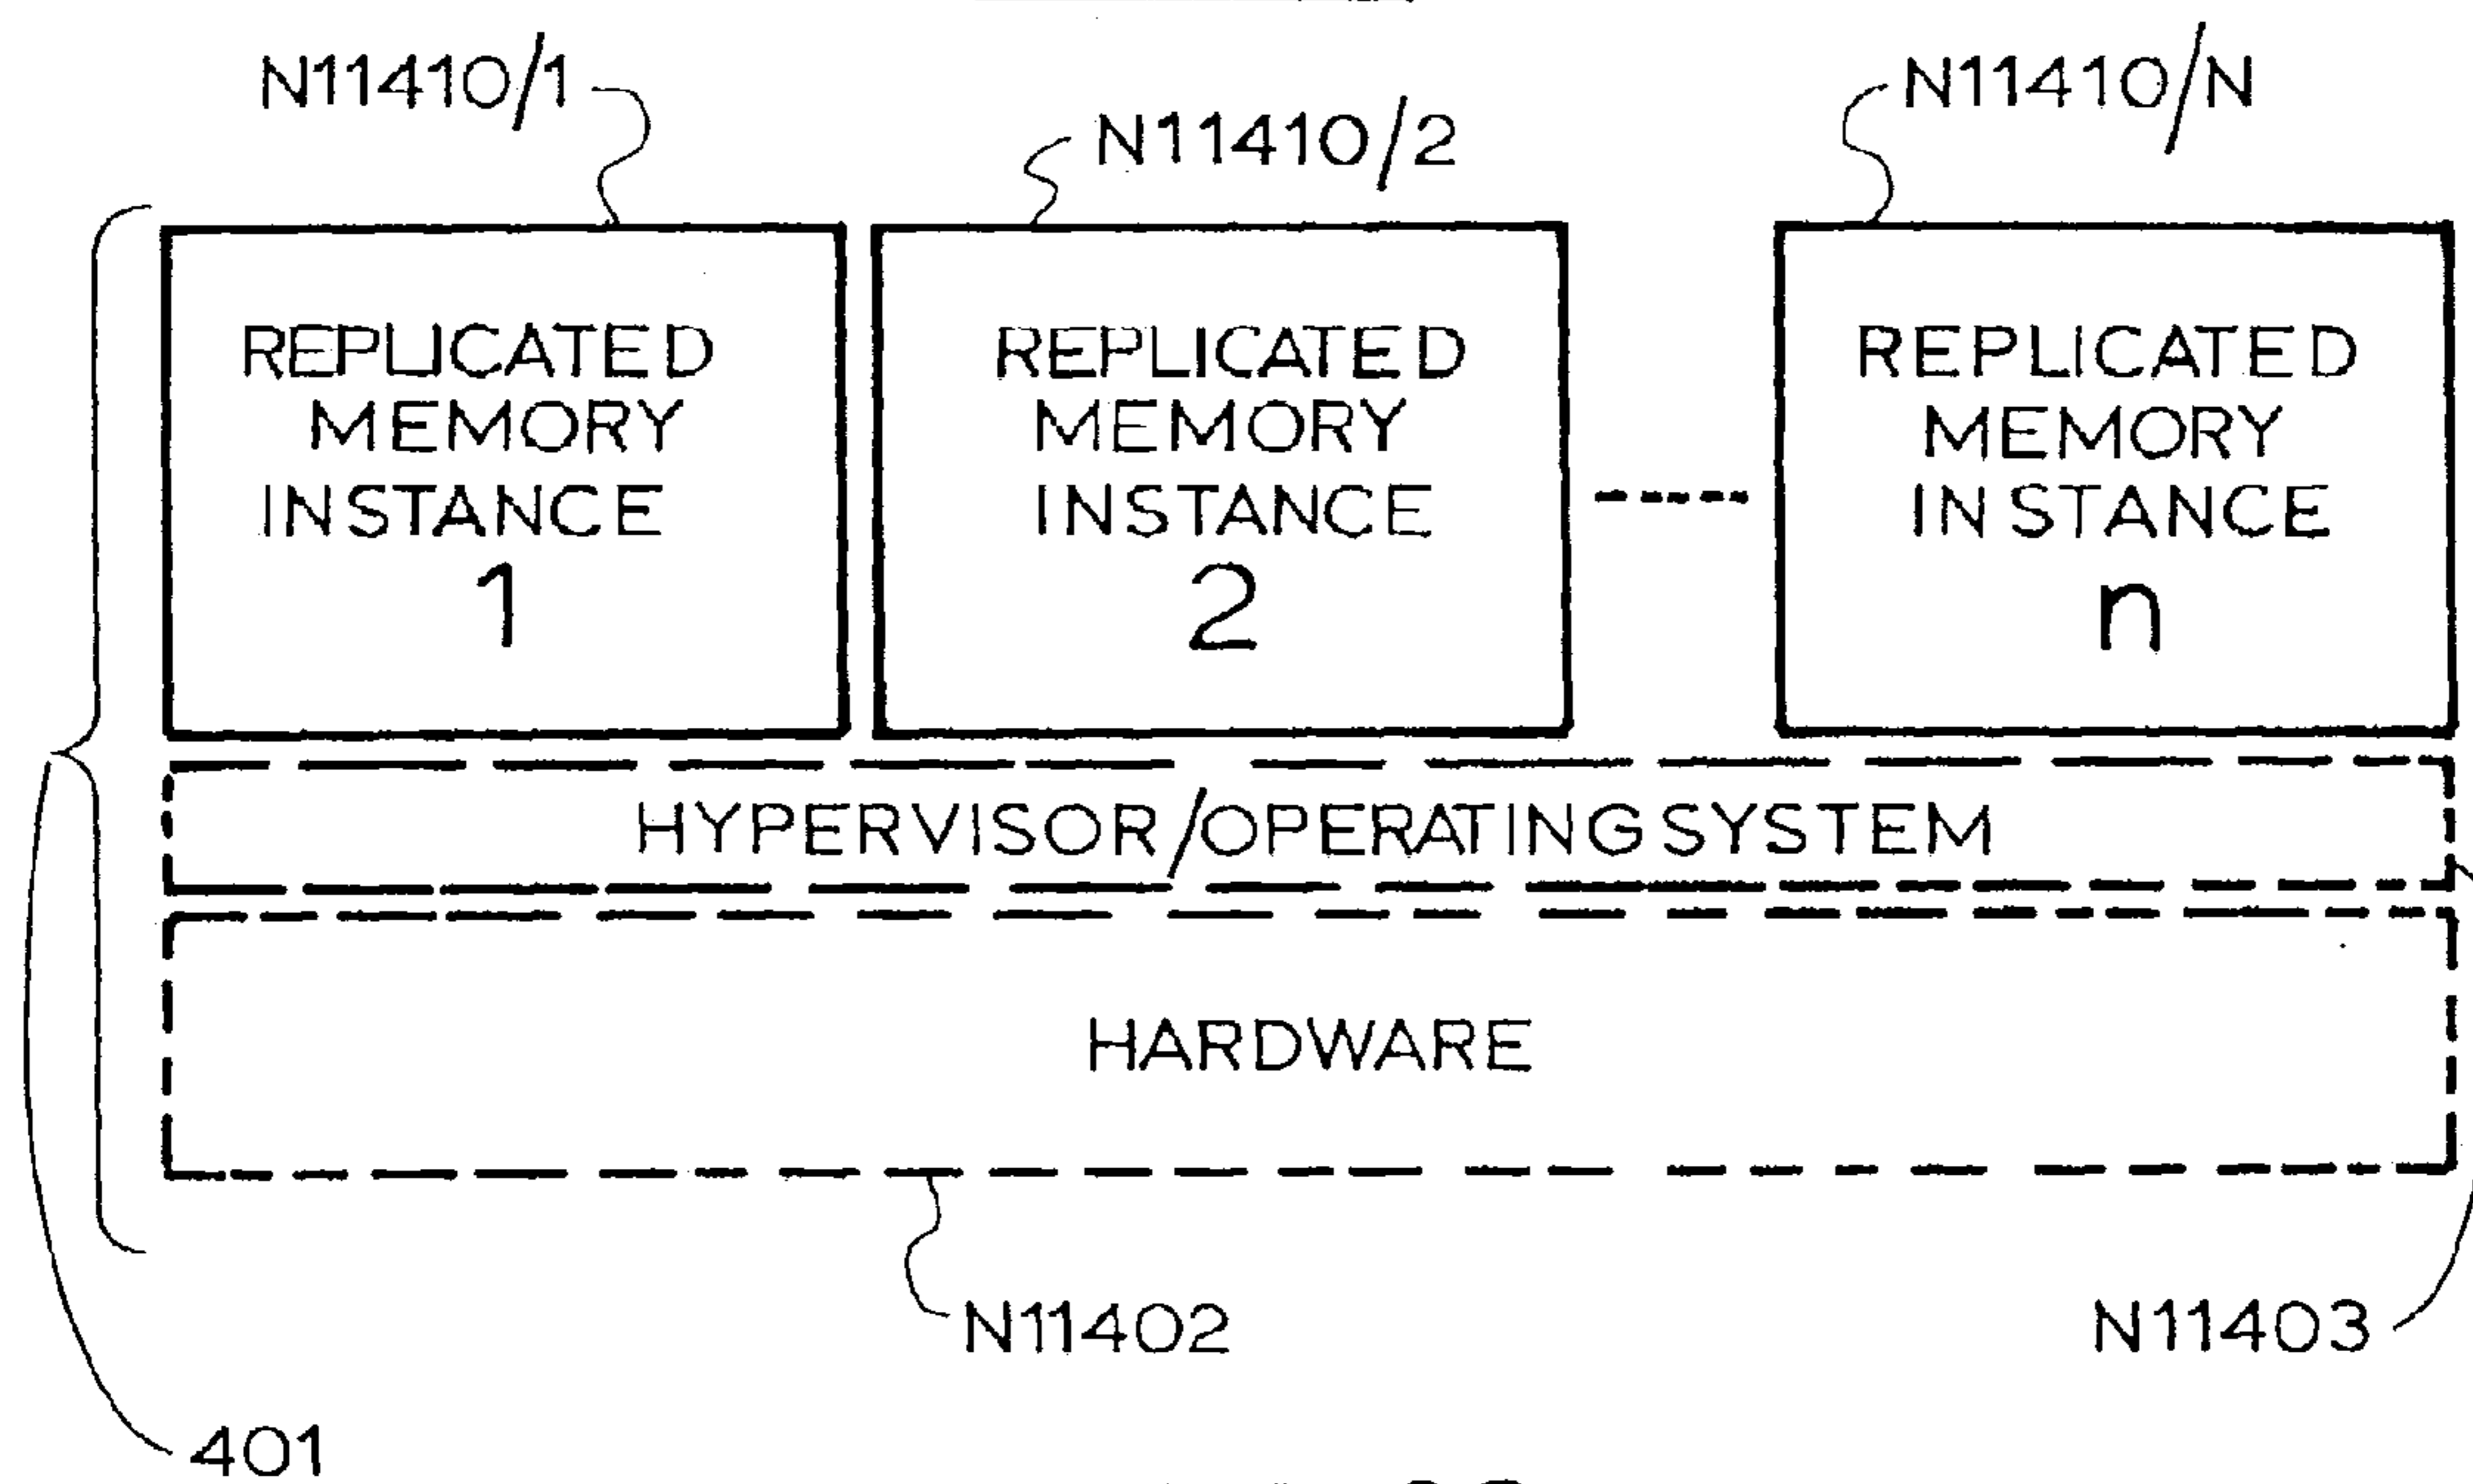 N11410/1
N11410/2
N11410/N
REPLICATED
MEMORY
INSTANCE
1
REPLICATED
MEMORY
INSTANCE
2
REPLICATED
MEMORY
INSTANCE
n
HYPERVISOR/OPERATING SYSTEM
HARDWARE
N11402
N11403
401